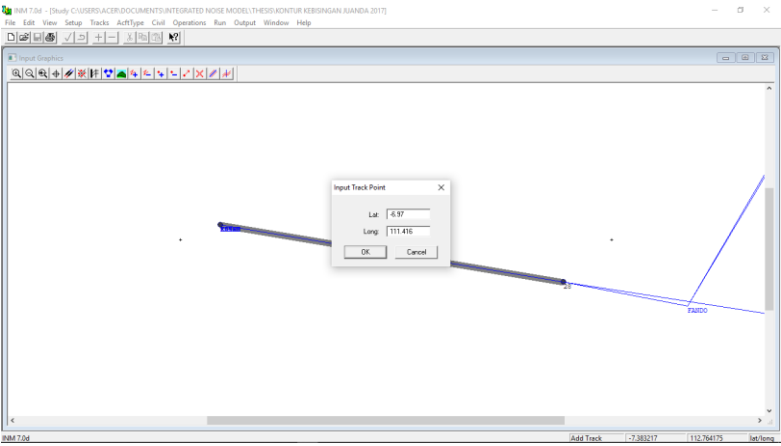 INM 7.0d - [Study C:\USERS\ACER\DOCUMENTS\INTEGRATED NOISE MODEL\THESIS\KONTUR KEBISINGAN JUANDA 2017]
File Edit View Setup Tracks AcftType Civil Operations Run Output Window Help
Input Graphics
Input Track Point
Lat: -6.97
Long: 111.416
OK Cancel
28
FANDO
INM 7.0d Add Track -7.383217 112.764175 lat/long